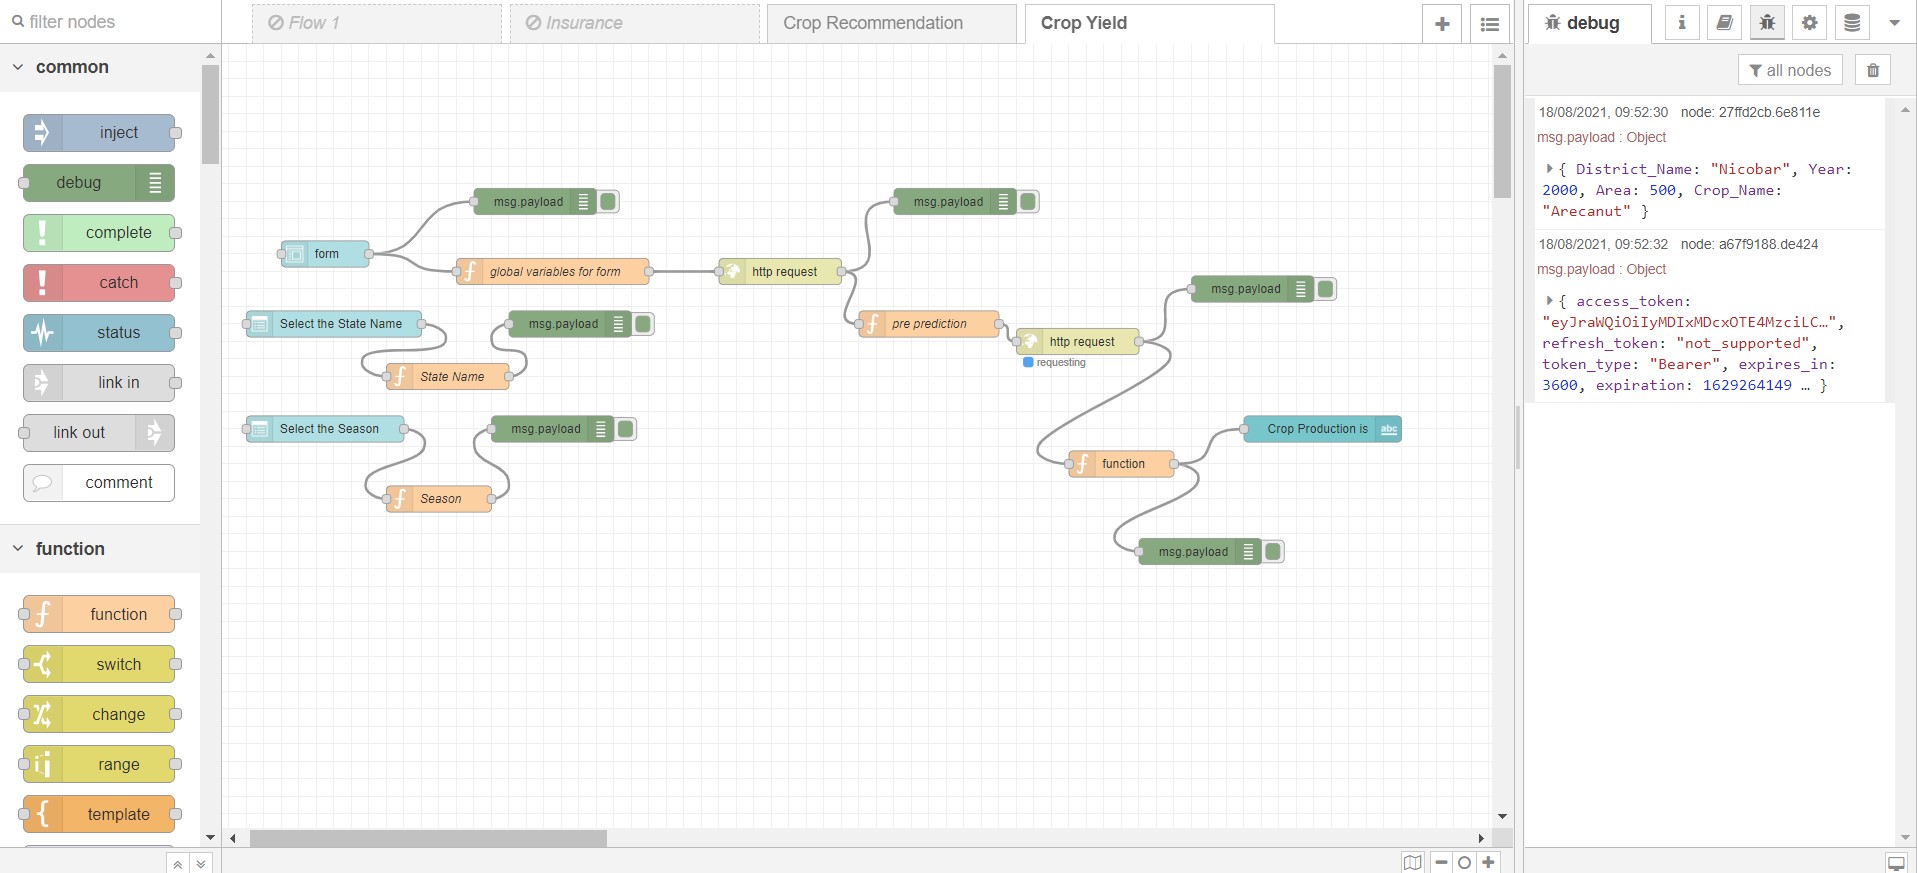 filter nodes
Flow 1
Insurance
Crop Recommendation
Crop Yield
debug
all nodes
common
inject
debug
complete
catch
status
link in
link out
comment
function
function
switch
change
range
template
msg.payload
form
global variables for form
http request
msg.payload
pre prediction
http request
requesting
msg.payload
Select the State Name
msg.payload
State Name
Select the Season
msg.payload
Season
function
Crop Production is
abc
msg.payload
18/08/2021, 09:52:30 node: 27ffd2cb.6e811e
msg.payload : Object
{ District_Name: "Nicobar", Year:
2000, Area: 500, Crop_Name:
"Arecanut" }
18/08/2021, 09:52:32 node: a67f9188.de424
msg.payload : Object
{ access_token:
"eyJraWQiOiIyMDIxMDcxOTE4MzciLC…",
refresh_token: "not_supported",
token_type: "Bearer", expires_in:
3600, expiration: 1629264149 … }